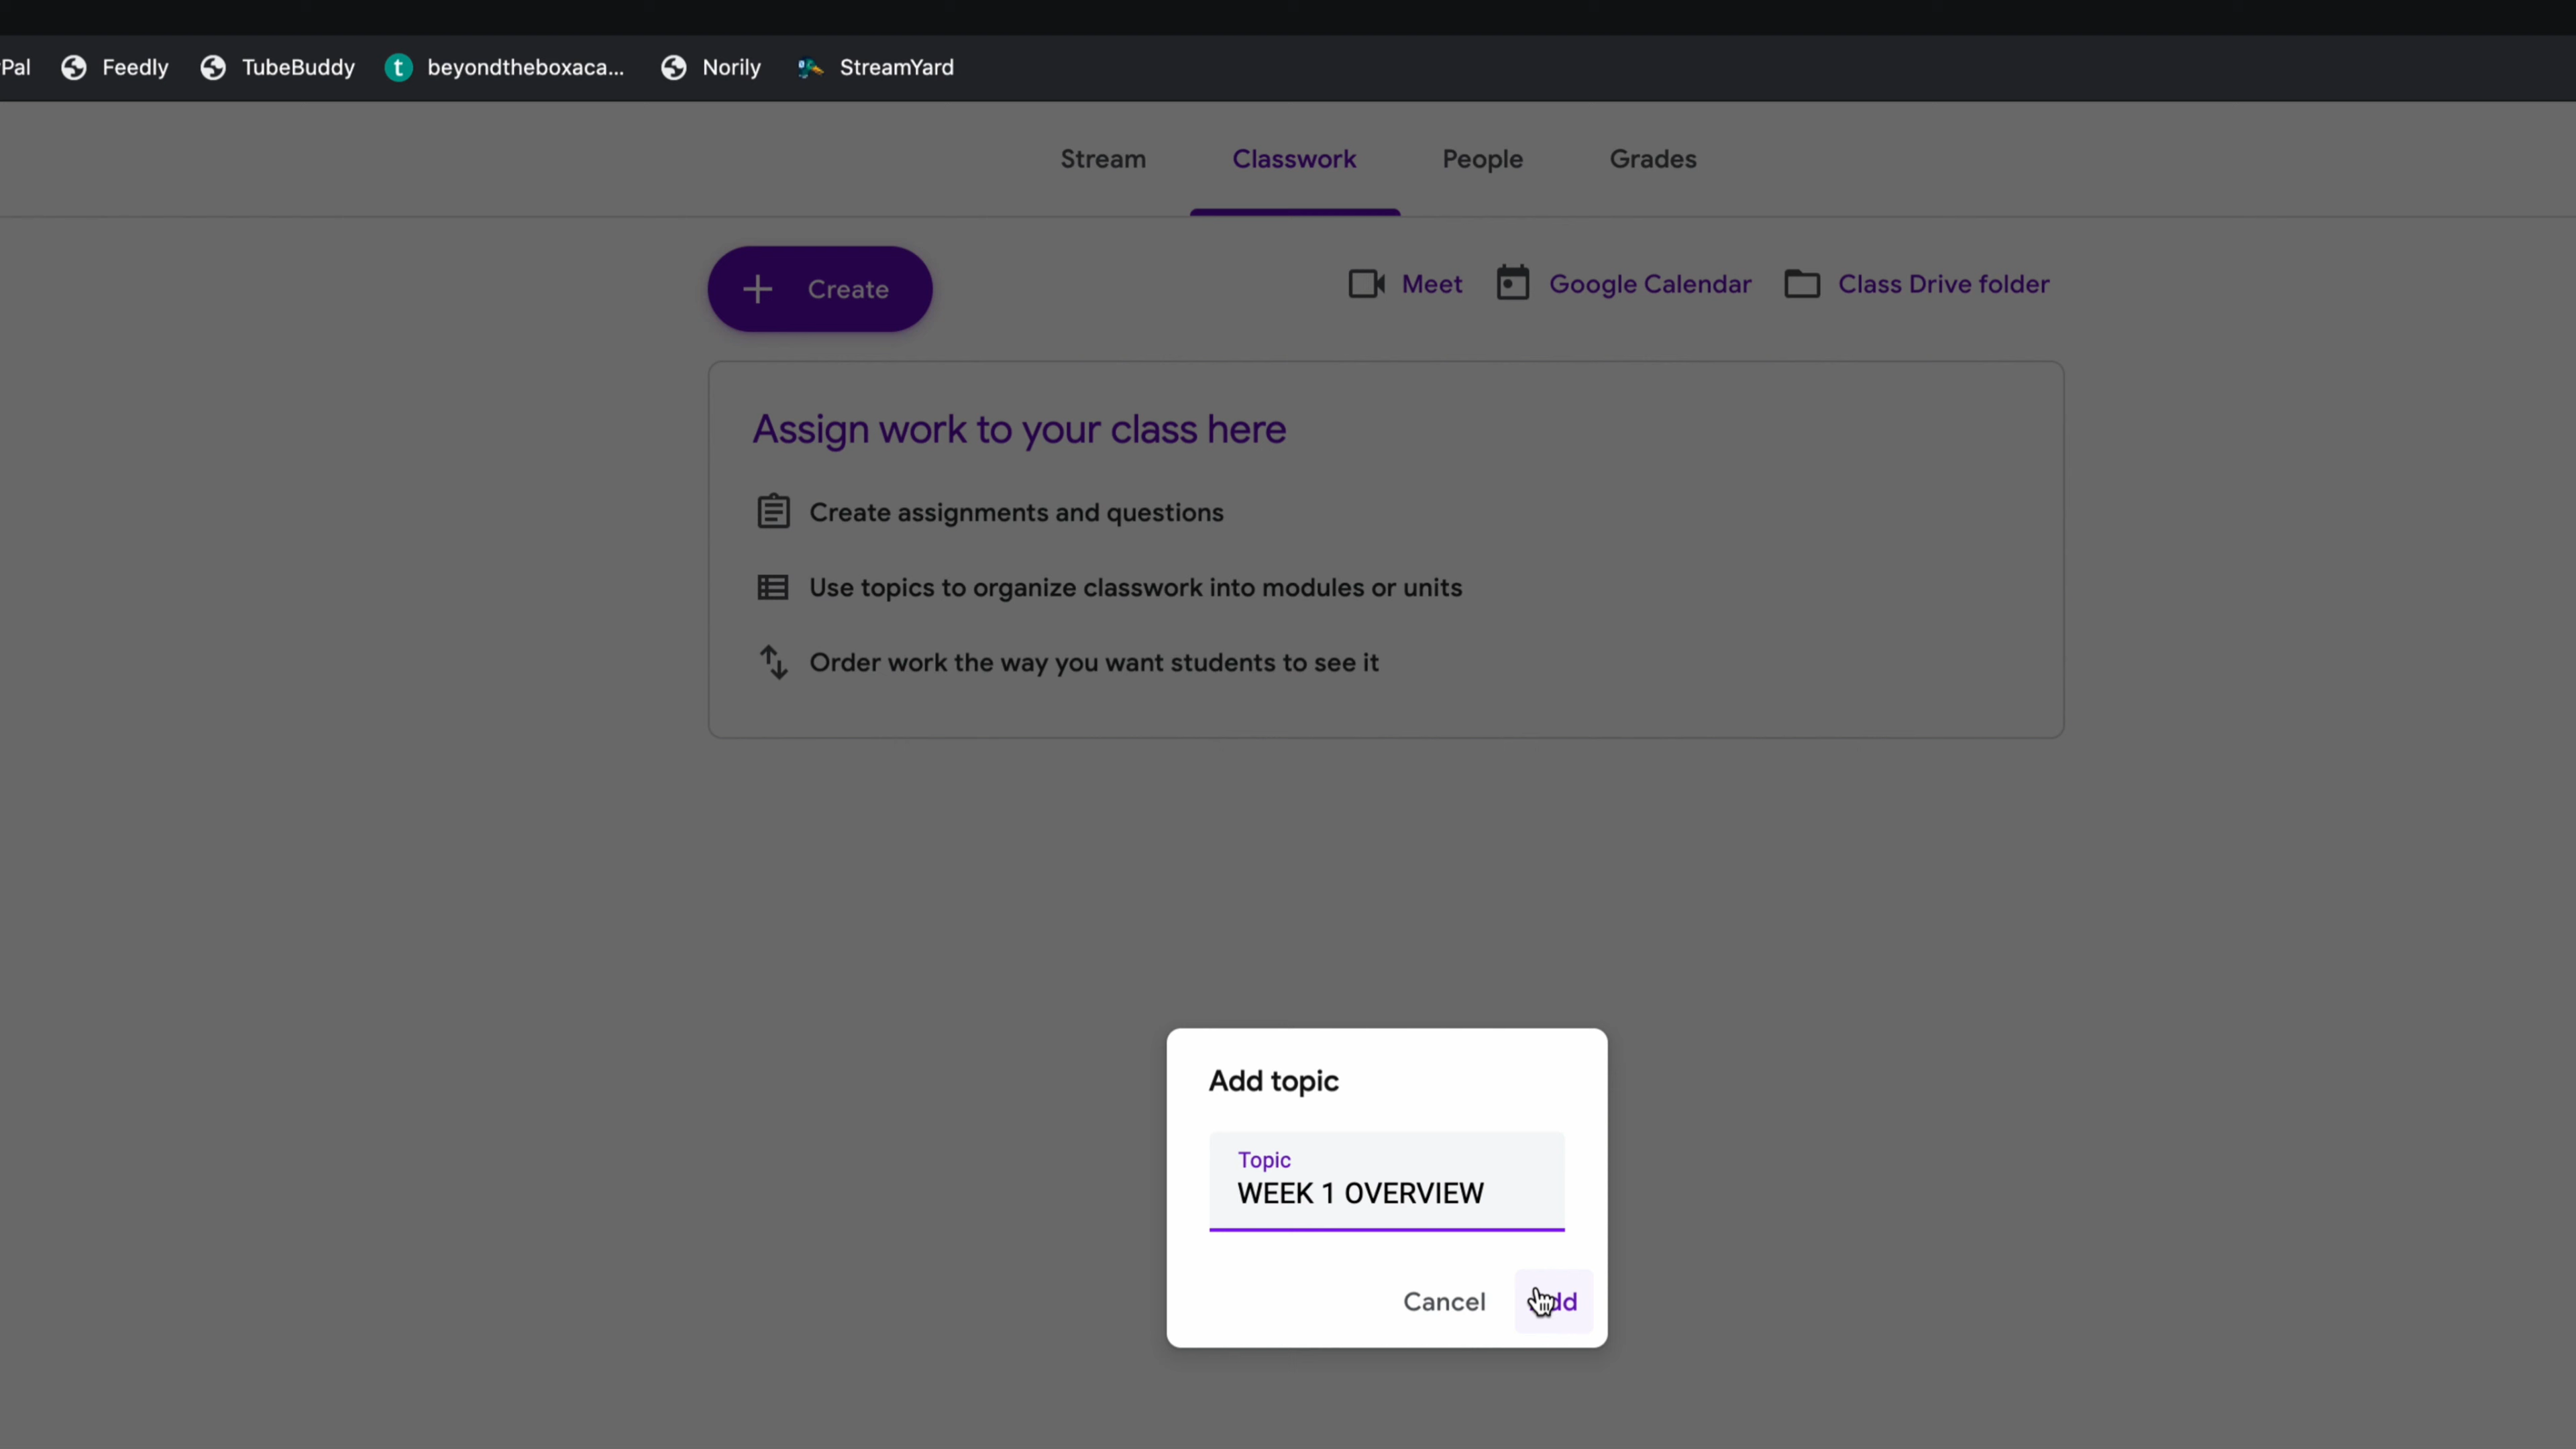 Pal Feedly TubeBuddy beyondtheboxaca... Norily StreamYard
Stream Classwork People Grades
Create Meet Google Calendar Class Drive folder
Assign work to your class here
Create assignments and questions
Use topics to organize classwork into modules or units
Order work the way you want students to see it
Add topic
Topic
WEEK 1 OVERVIEW
Cancel